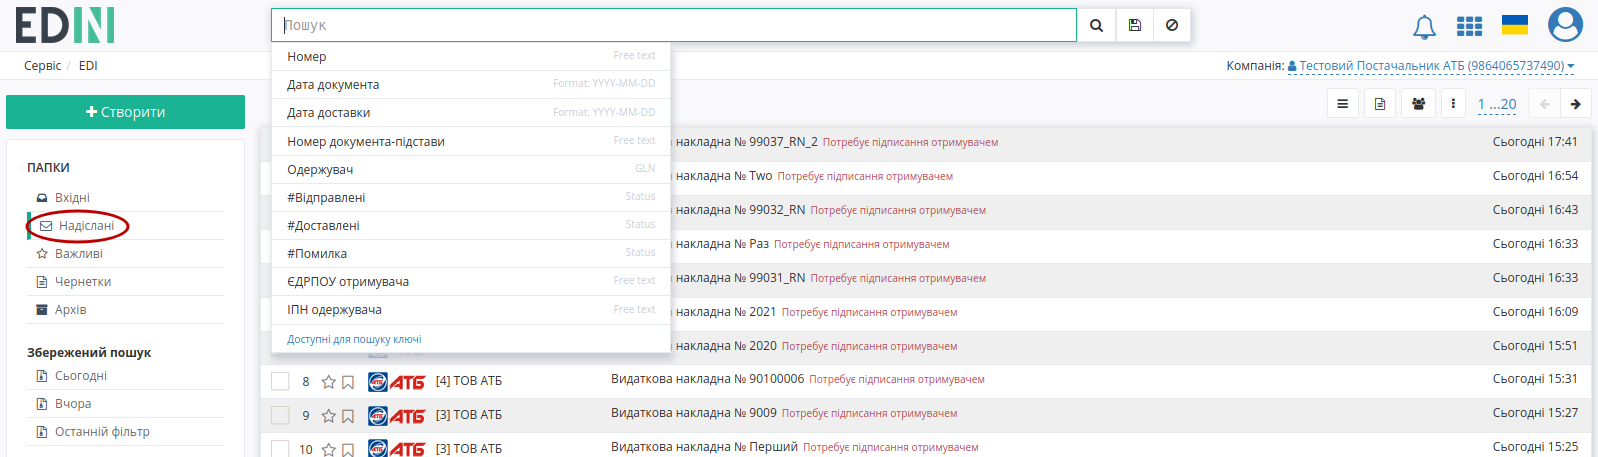 EDIN
Пошук
Сервіс / EDI
Компанія: Тестовий Постачальник АТБ (9864065737490)
Створити
1 ...20
ПАПКИ
Вхідні
Надіслані
Важливі
Чернетки
Архів
Збережений пошук
Сьогодні
Вчора
Останній фільтр
Номер Free text
Дата документа Format: YYYY-MM-DD
Дата доставки Format: YYYY-MM-DD
Номер документа-підстави Free text
Одержувач GLN
#Відправлені Status
#Доставлені Status
#Помилка Status
ЄДРПОУ отримувача Free text
ІПН одержувача Free text
Доступні для пошуку ключі
накладна № 99037_RN_2 Потребує підписання отримувачем Сьогодні 17:41
накладна № Two Потребує підписання отримувачем Сьогодні 16:54
накладна № 99032_RN Потребує підписання отримувачем Сьогодні 16:43
накладна № Раз Потребує підписання отримувачем Сьогодні 16:33
накладна № 99031_RN Потребує підписання отримувачем Сьогодні 16:33
накладна № 2021 Потребує підписання отримувачем Сьогодні 16:09
накладна № 2020 Потребує підписання отримувачем Сьогодні 15:51
8 АТБ [4] ТОВ АТБ Видаткова накладна № 90100006 Потребує підписання отримувачем Сьогодні 15:31
9 АТБ [3] ТОВ АТБ Видаткова накладна № 9009 Потребує підписання отримувачем Сьогодні 15:27
10 АТБ [3] ТОВ АТБ Видаткова накладна № Перший Потребує підписання отримувачем Сьогодні 15:25